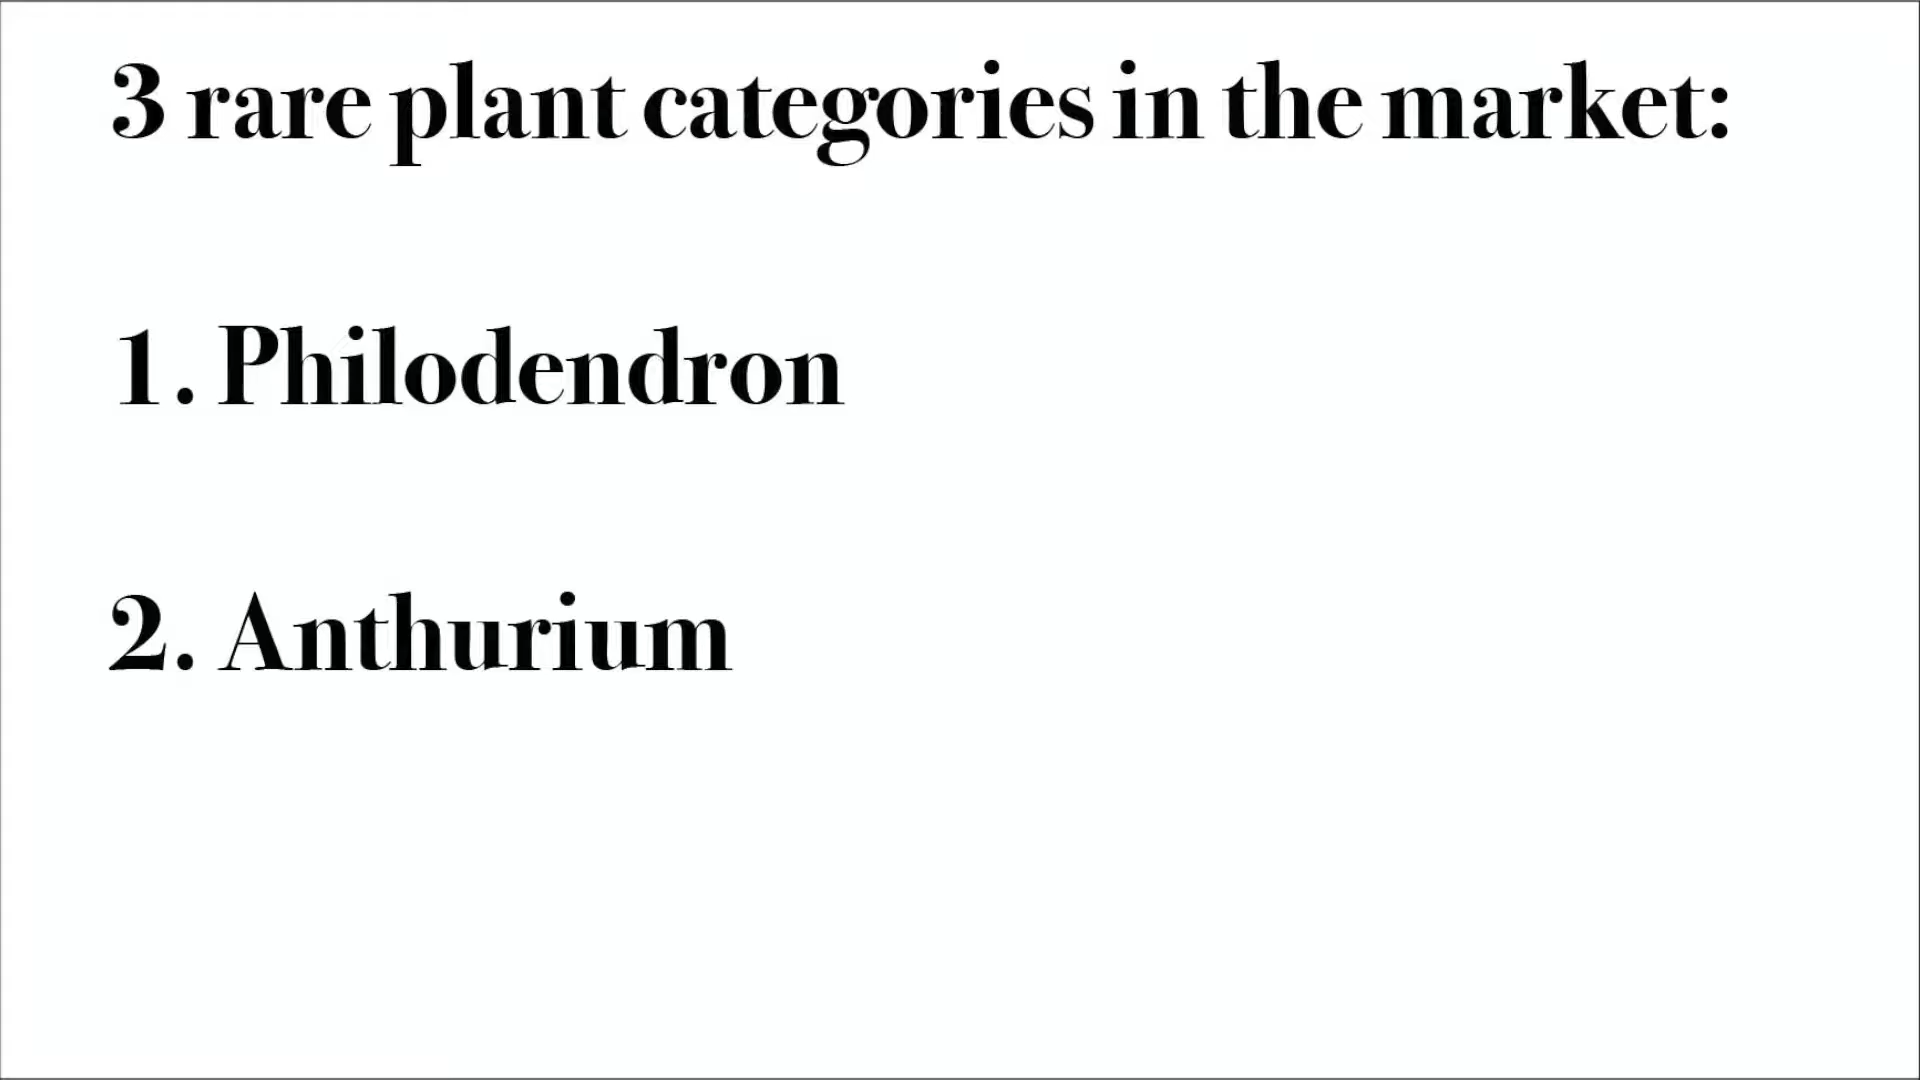 3 rare plant categories in the market:
1. Philodendron
2. Anthurium